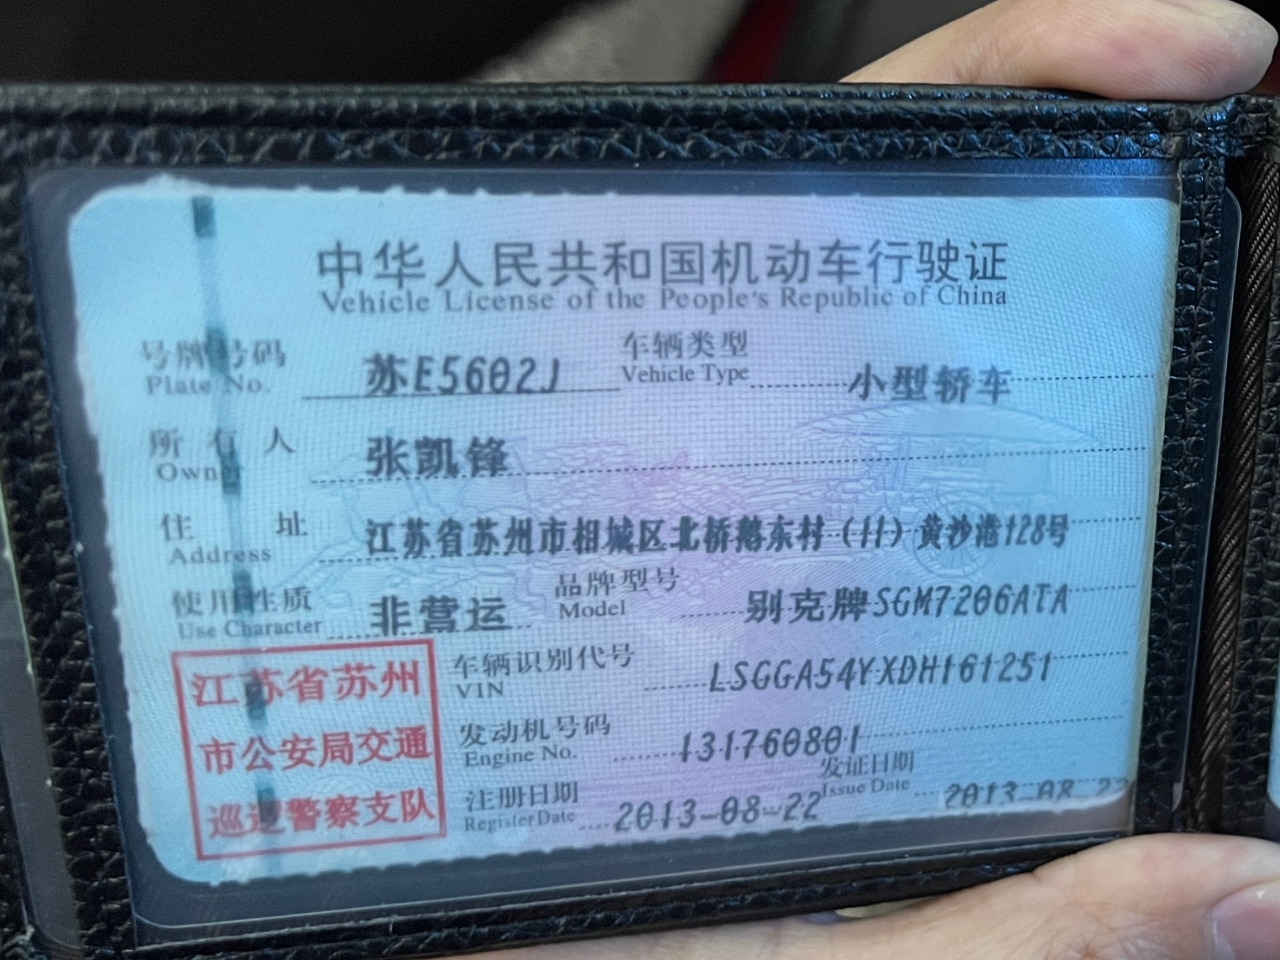 中华人民共和国机动车行驶证
Vehicle License of the People's Republic of China
号牌号码 苏E5602J 车辆类型 小型轿车
Plate No. Vehicle Type
所有人 张凯锋
Owner
住址 江苏省苏州市相城区北桥鹅东村(11)黄沙港128号
Address
使用性质 非营运 品牌型号 别克牌SGM7206ATA
Use Character Model
江苏省苏州
市公安局交通
巡逻警察支队
车辆识别代号 LSGGA54YXDH161251
VIN
发动机号码 131760801
Engine No.
注册日期 2013-08-22 发证日期 2013-08-22
Register Date Issue Date